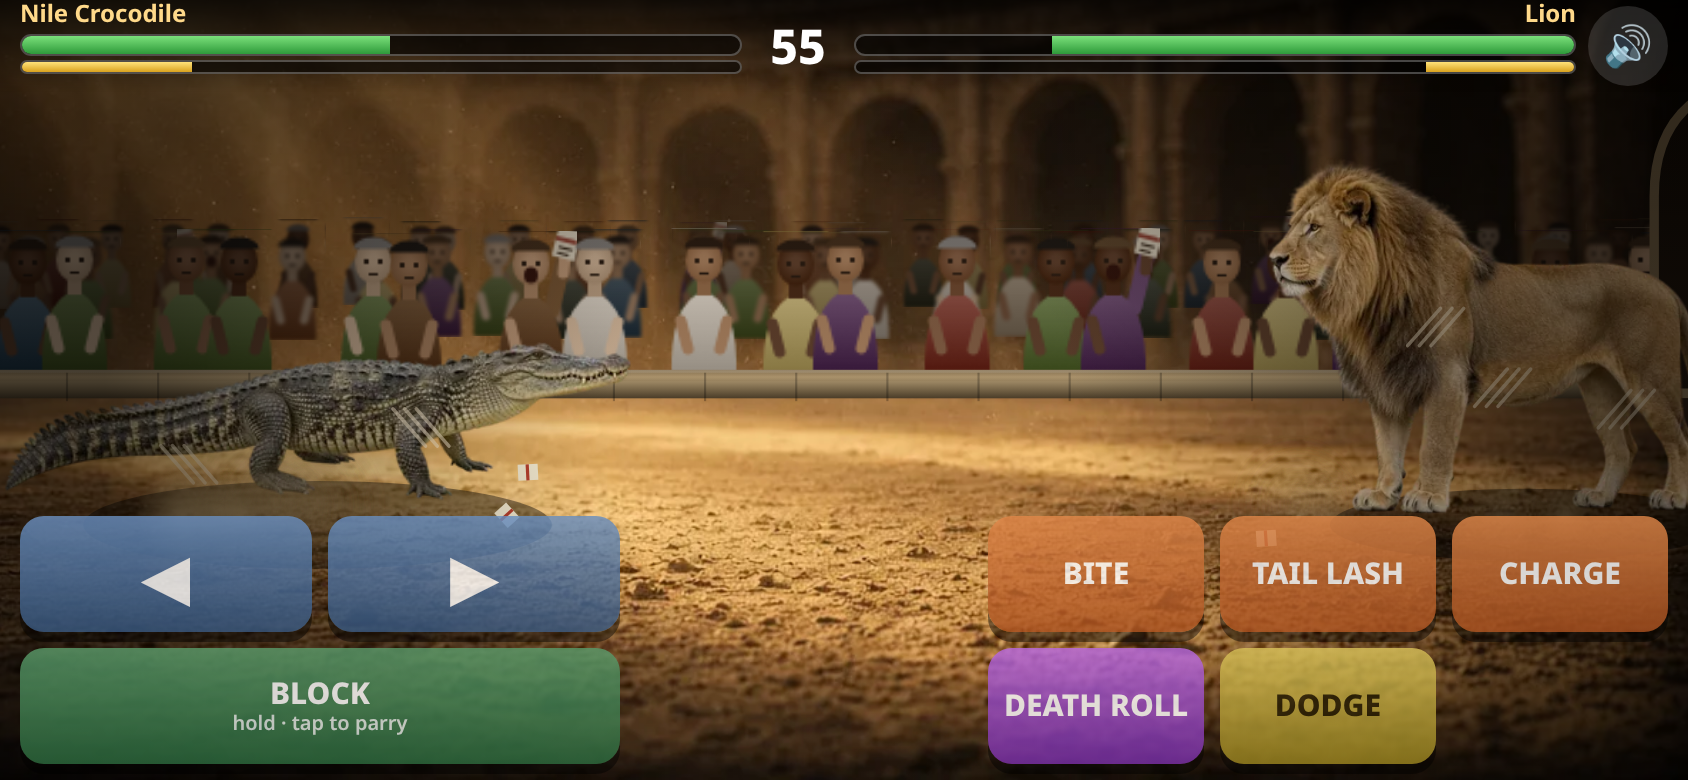 Nile Crocodile
55
Lion
BITE
TAIL LASH
CHARGE
BLOCK
hold · tap to parry
DEATH ROLL
DODGE